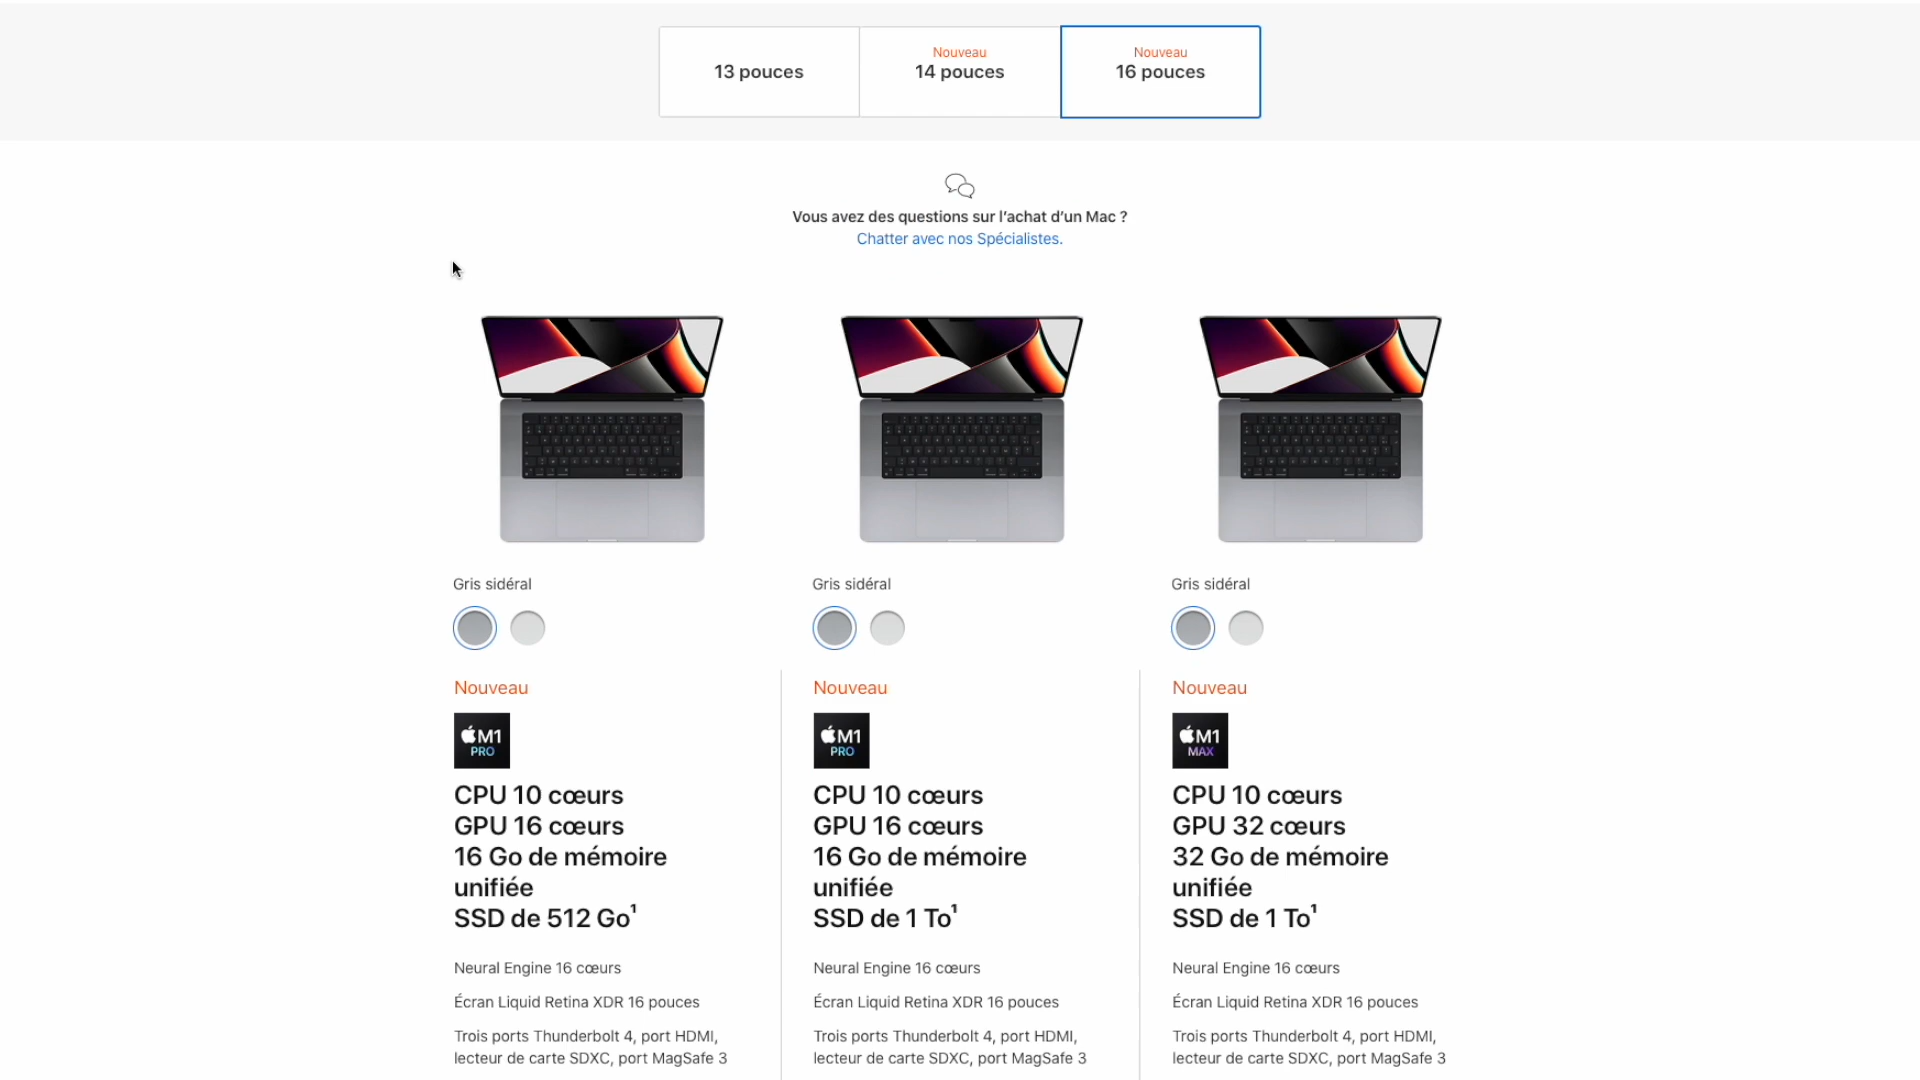 13 pouces
Nouveau
14 pouces
Nouveau
16 pouces
Vous avez des questions sur l’achat d’un Mac ?
Chatter avec nos Spécialistes.
Gris sidéral
Nouveau
M1
PRO
CPU 10 cœurs
GPU 16 cœurs
16 Go de mémoire
unifiée
SSD de 512 Go¹
Neural Engine 16 cœurs
Écran Liquid Retina XDR 16 pouces
Trois ports Thunderbolt 4, port HDMI,
lecteur de carte SDXC, port MagSafe 3
Gris sidéral
Nouveau
M1
PRO
CPU 10 cœurs
GPU 16 cœurs
16 Go de mémoire
unifiée
SSD de 1 To¹
Neural Engine 16 cœurs
Écran Liquid Retina XDR 16 pouces
Trois ports Thunderbolt 4, port HDMI,
lecteur de carte SDXC, port MagSafe 3
Gris sidéral
Nouveau
M1
MAX
CPU 10 cœurs
GPU 32 cœurs
32 Go de mémoire
unifiée
SSD de 1 To¹
Neural Engine 16 cœurs
Écran Liquid Retina XDR 16 pouces
Trois ports Thunderbolt 4, port HDMI,
lecteur de carte SDXC, port MagSafe 3